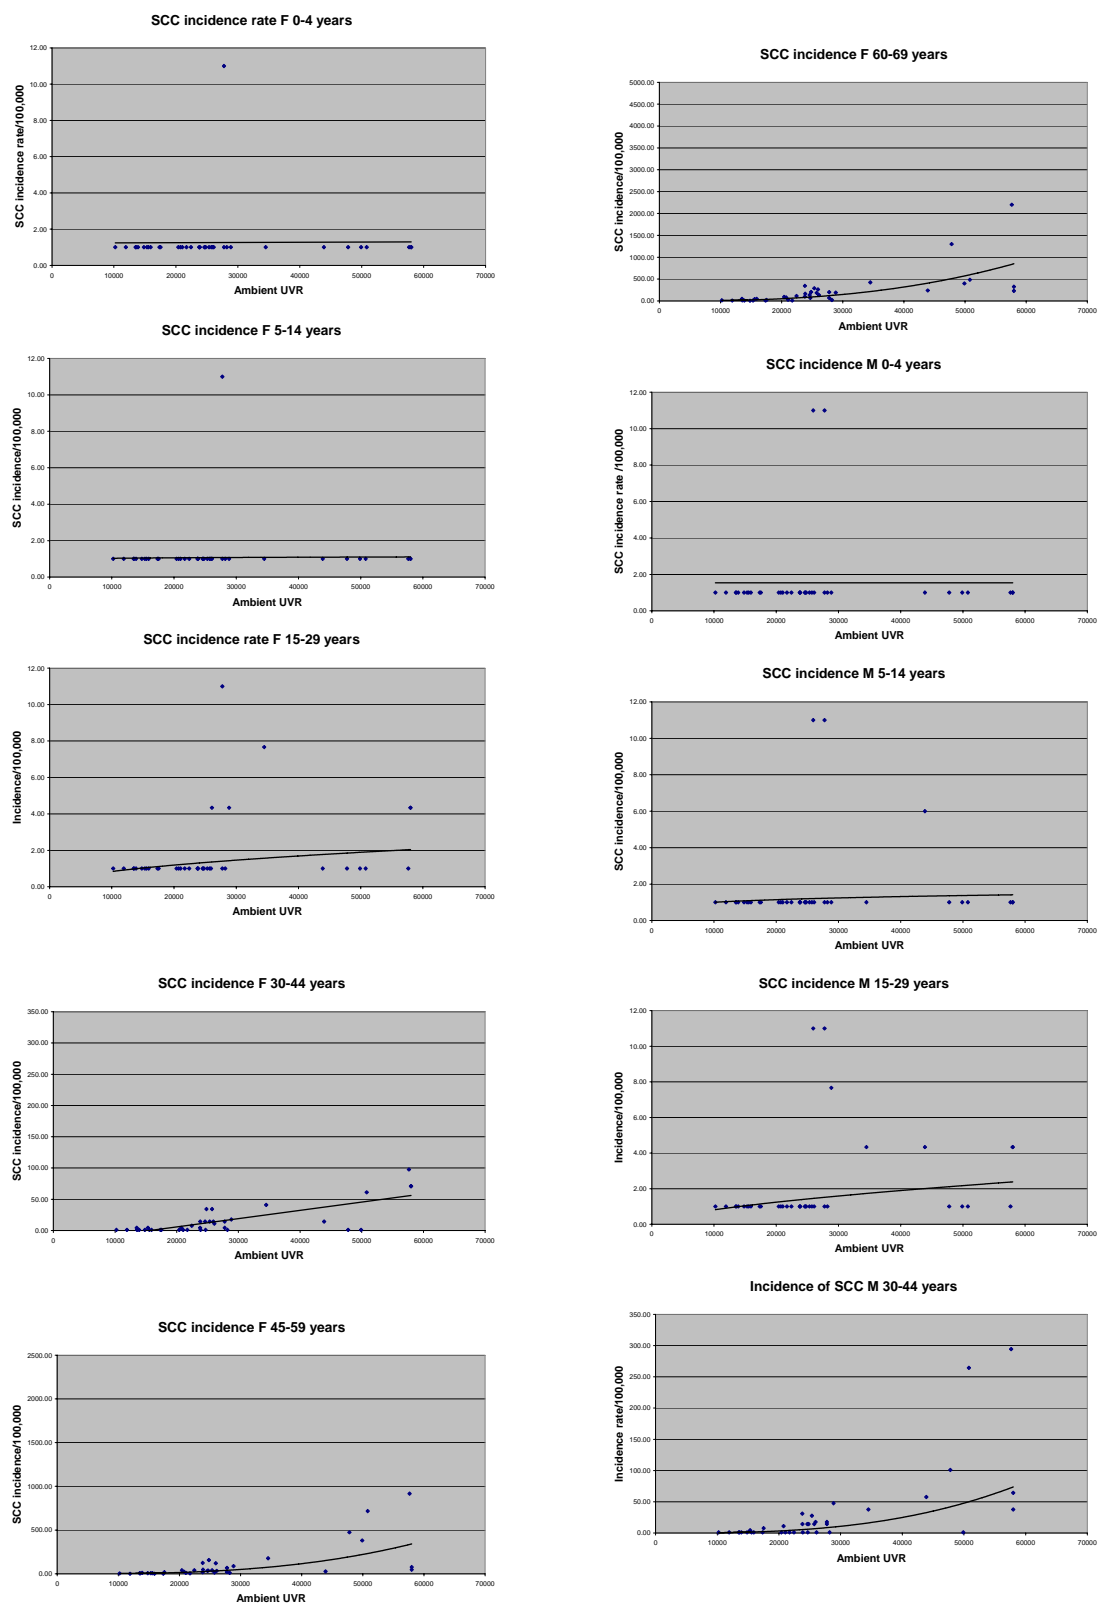 SCC incidence rate F 0-4 years
12.00
10.00
8.00
6.00
4.00
2.00
0.00
SCC incidence rate/100,000
0 10000 20000 30000 40000 50000 60000 70000
Ambient UVR
SCC incidence F 5-14 years
12.00
10.00
8.00
6.00
4.00
2.00
0.00
SCC incidence/100,000
0 10000 20000 30000 40000 50000 60000 70000
Ambient UVR
SCC incidence rate F 15-29 years
12.00
10.00
8.00
6.00
4.00
2.00
0.00
Incidence/100,000
0 10000 20000 30000 40000 50000 60000 70000
Ambient UVR
SCC incidence F 30-44 years
350.00
300.00
250.00
200.00
150.00
100.00
50.00
0.00
SCC incidence/100,000
0 10000 20000 30000 40000 50000 60000 70000
Ambient UVR
SCC incidence F 45-59 years
2500.00
2000.00
1500.00
1000.00
500.00
0.00
SCC incidence/100,000
0 10000 20000 30000 40000 50000 60000 70000
Ambient UVR
SCC incidence F 60-69 years
5000.00
4500.00
4000.00
3500.00
3000.00
2500.00
2000.00
1500.00
1000.00
500.00
0.00
SCC incidence/100,000
0 10000 20000 30000 40000 50000 60000 70000
Ambient UVR
SCC incidence M 0-4 years
12.00
10.00
8.00
6.00
4.00
2.00
0.00
SCC incidence rate /100,000
0 10000 20000 30000 40000 50000 60000 70000
Ambient UVR
SCC incidence M 5-14 years
12.00
10.00
8.00
6.00
4.00
2.00
0.00
SCC incidence/100,000
0 10000 20000 30000 40000 50000 60000 70000
Ambient UVR
SCC incidence M 15-29 years
12.00
10.00
8.00
6.00
4.00
2.00
0.00
Incidence/100,000
0 10000 20000 30000 40000 50000 60000 70000
Ambient UVR
Incidence of SCC M 30-44 years
350.00
300.00
250.00
200.00
150.00
100.00
50.00
0.00
Incidence rate/100,000
0 10000 20000 30000 40000 50000 60000 70000
Ambient UVR